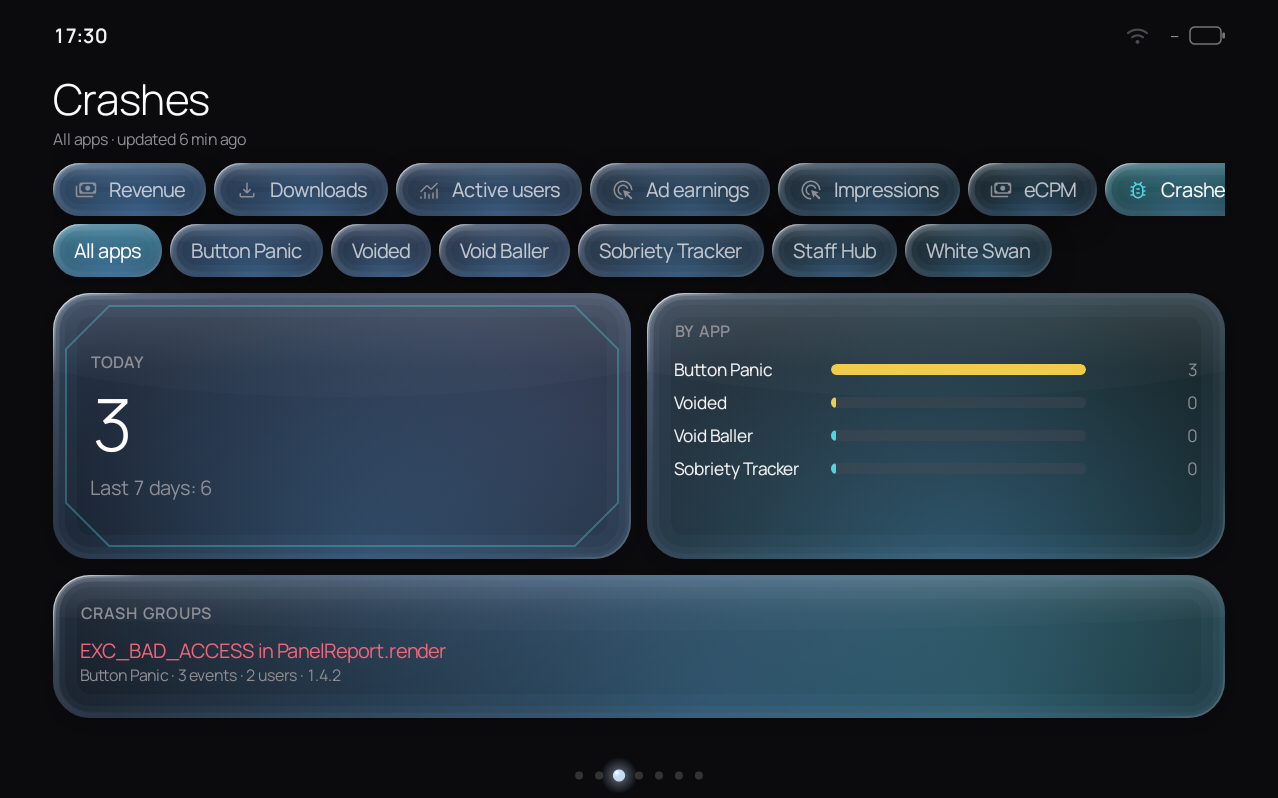 17:30
–
Crashes
All apps · updated 6 min ago
Revenue Downloads Active users Ad earnings Impressions eCPM Crashe
All apps Button Panic Voided Void Baller Sobriety Tracker Staff Hub White Swan
TODAY
3
Last 7 days: 6
BY APP
Button Panic 3
Voided 0
Void Baller 0
Sobriety Tracker 0
CRASH GROUPS
EXC_BAD_ACCESS in PanelReport.render
Button Panic · 3 events · 2 users · 1.4.2